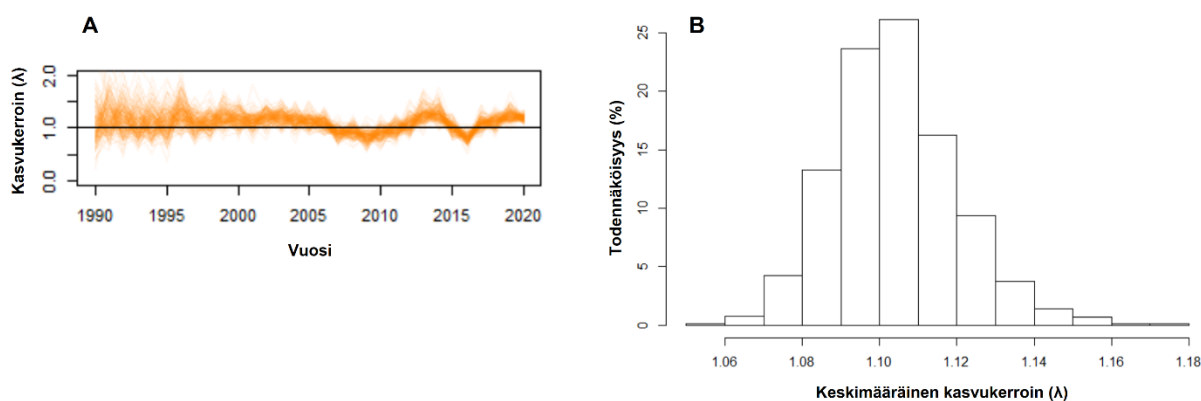 A
Kasvukerroin (λ)
2.0
1.0
0.0
1990 1995 2000 2005 2010 2015 2020
Vuosi
B
Todennäköisyys (%)
25
20
15
10
5
0
1.06 1.08 1.10 1.12 1.14 1.16 1.18
Keskimääräinen kasvukerroin (λ)